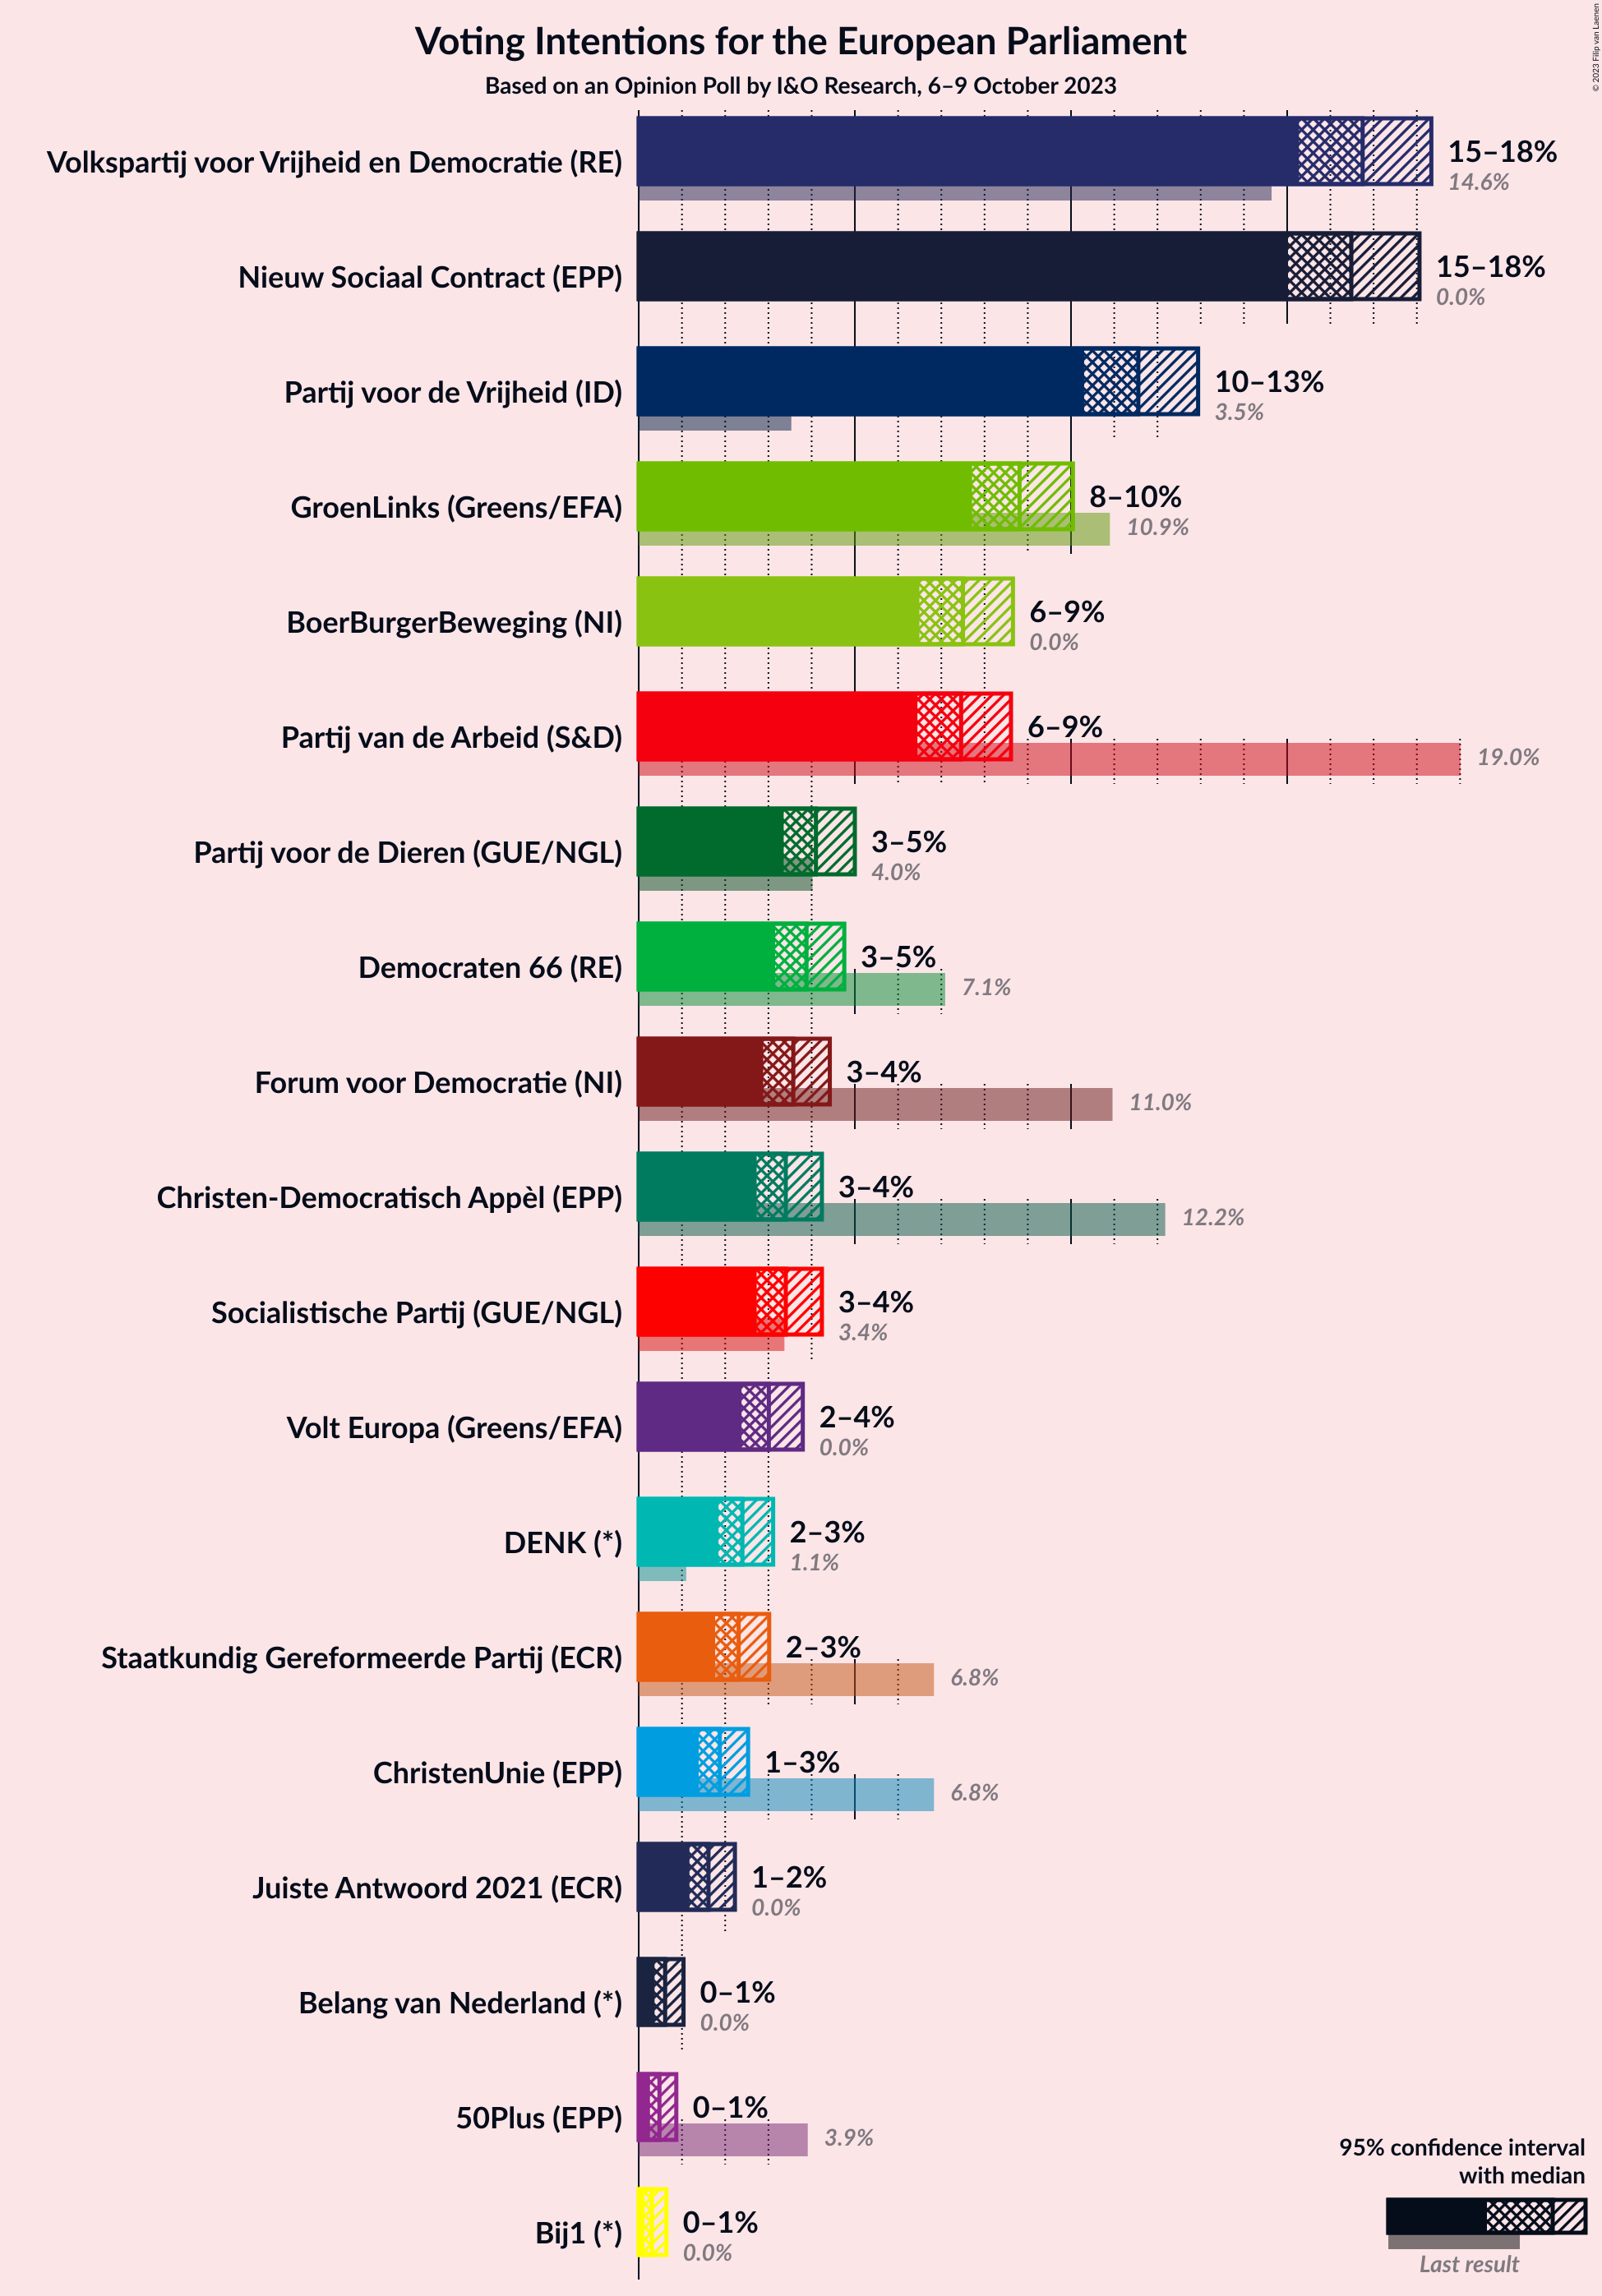 Voting Intentions for the European Parliament
Based on an Opinion Poll by I&O Research, 6–9 October 2023
© 2023 Filip van Laenen
Volkspartij voor Vrijheid en Democratie (RE)
15–18%
14.6%
Nieuw Sociaal Contract (EPP)
15–18%
0.0%
Partij voor de Vrijheid (ID)
10–13%
3.5%
GroenLinks (Greens/EFA)
8–10%
10.9%
BoerBurgerBeweging (NI)
6–9%
0.0%
Partij van de Arbeid (S&D)
6–9%
19.0%
Partij voor de Dieren (GUE/NGL)
3–5%
4.0%
Democraten 66 (RE)
3–5%
7.1%
Forum voor Democratie (NI)
3–4%
11.0%
Christen-Democratisch Appèl (EPP)
3–4%
12.2%
Socialistische Partij (GUE/NGL)
3–4%
3.4%
Volt Europa (Greens/EFA)
2–4%
0.0%
DENK (*)
2–3%
1.1%
Staatkundig Gereformeerde Partij (ECR)
2–3%
6.8%
ChristenUnie (EPP)
1–3%
6.8%
Juiste Antwoord 2021 (ECR)
1–2%
0.0%
Belang van Nederland (*)
0–1%
0.0%
50Plus (EPP)
0–1%
3.9%
Bij1 (*)
0–1%
0.0%
95% confidence interval
with median
Last result